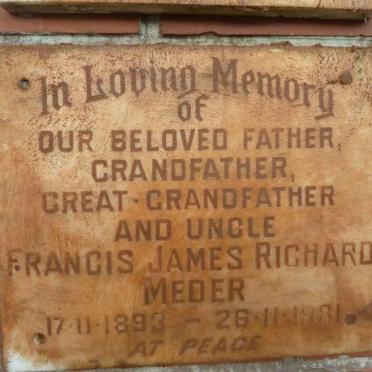 In Loving Memory
of
OUR BELOVED FATHER,
GRANDFATHER,
GREAT-GRANDFATHER
AND UNCLE
FRANCIS JAMES RICHARD
MEDER
17·11·1893 — 26·11·1981
AT PEACE